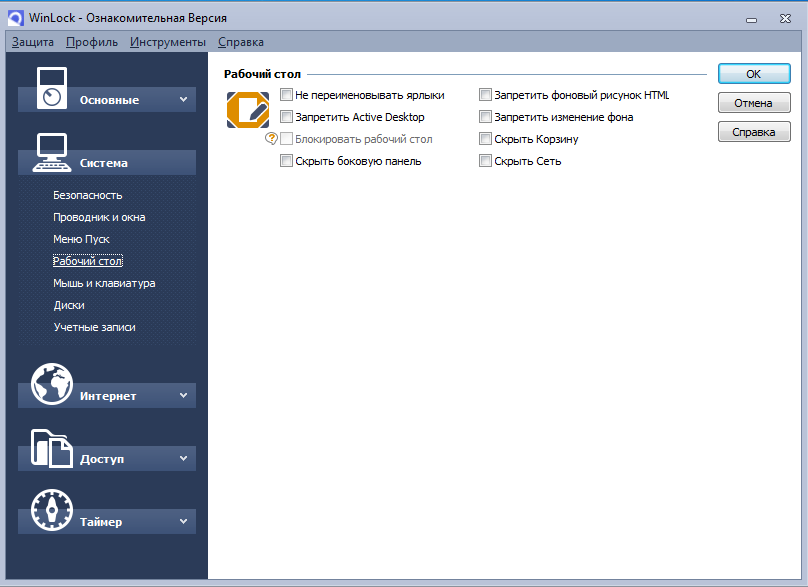 WinLock - Ознакомительная Версия
Защита Профиль Инструменты Справка
Основные
Система
Безопасность
Проводник и окна
Меню Пуск
Рабочий стол
Мышь и клавиатура
Диски
Учетные записи
Интернет
Доступ
Таймер
Рабочий стол
Не переименовывать ярлыки
Запретить Active Desktop
Блокировать рабочий стол
Скрыть боковую панель
Запретить фоновый рисунок HTML
Запретить изменение фона
Скрыть Корзину
Скрыть Сеть
OK
Отмена
Справка